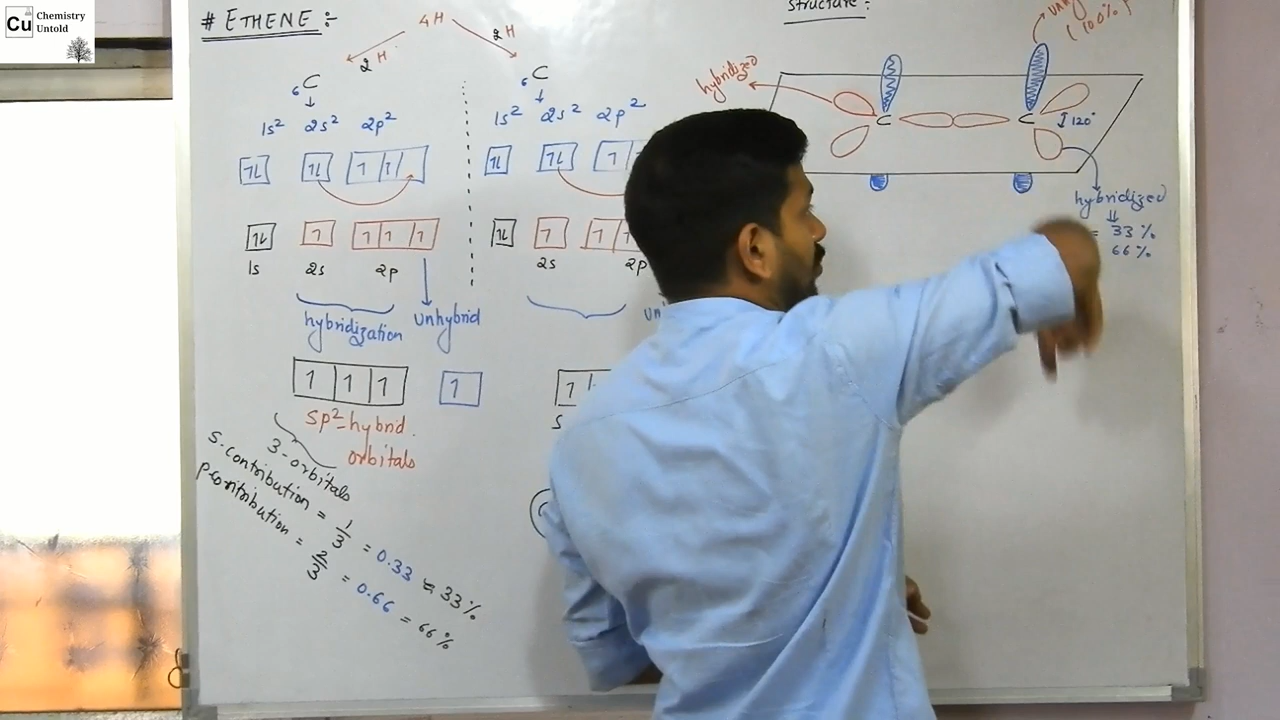 Cu Chemistry
Untold
# ETHENE :-
4H
2H
2H
6C
1s² 2s² 2p²
1s
2s
2p
hybridization
unhybrid
sp²-hybrid
orbitals
3-orbitals
s-contribution = 1/3 = 0.33 ≈ 33%
p contribution = 2/3 = 0.66 = 66%
6C
1s² 2s² 2p²
2s
2p
structure:-
hybridized
(100%
C
C
120°
hybridized
= 33%
66%